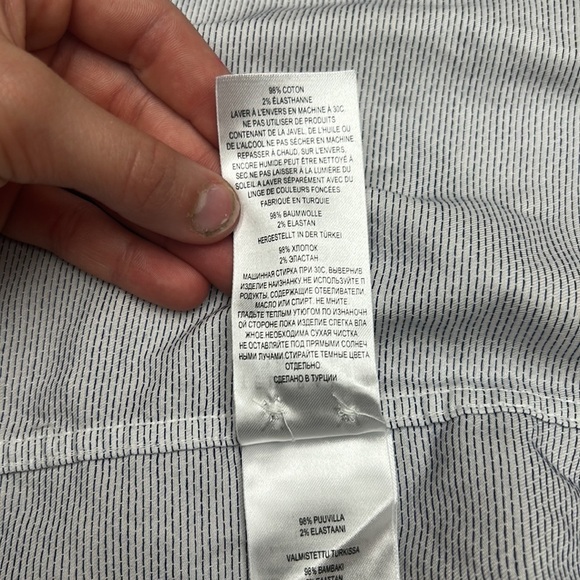 98% COTON
2% ÉLASTHANNE
LAVER À L'ENVERS EN MACHINE A 30C.
NE PAS UTILISER DE PRODUITS
CONTENANT DE LA JAVEL, DE L'HUILE OU
DE L'ALCOOL NE PAS SÉCHER EN MACHINE
REPASSER À CHAUD, SUR L'ENVERS,
ENCORE HUMIDE PEUT ÊTRE NETTOYÉ À
SEC.NE PAS LAISSER À LA LUMIÈRE DU
SOLEIL A LAVER SÉPARÉMENT AVEC DU
LINGE DE COULEURS FONCÉES
FABRIQUÉ EN TURQUIE
98% BAUMWOLLE
2% ELASTAN
HERGESTELLT IN DER TÜRKEI
98% ХЛОПОК
2% ЭЛАСТАН
МАШИННАЯ СТИРКА ПРИ 30С, ВЫВЕРНИВ
ИЗДЕЛИЕ НАИЗНАНКУ.НЕ ИСПОЛЬЗУЙТЕ П
РОДУКТЫ, СОДЕРЖАЩИЕ ОТБЕЛИВАТЕЛИ,
МАСЛО ИЛИ СПИРТ. НЕ МНИТЕ.
ГЛАДЬТЕ ТЕПЛЫМ УТЮГОМ ПО ИЗНАНОЧН
ОЙ СТОРОНЕ ПОКА ИЗДЕЛИЕ СЛЕГКА ВЛА
ЖНОЕ НЕОБХОДИМА СУХАЯ ЧИСТКА.
НЕ ОСТАВЛЯЙТЕ ПОД ПРЯМЫМИ СОЛНЕЧ
НЫМИ ЛУЧАМИ.СТИРАЙТЕ ТЕМНЫЕ ЦВЕТА
ОТДЕЛЬНО.
СДЕЛАНО В ТУРЦИИ
98% PUUVILLA
2% ELASTAANI
VALMISTETTU TURKISSA
98% ΒΑΜΒΑΚΙ